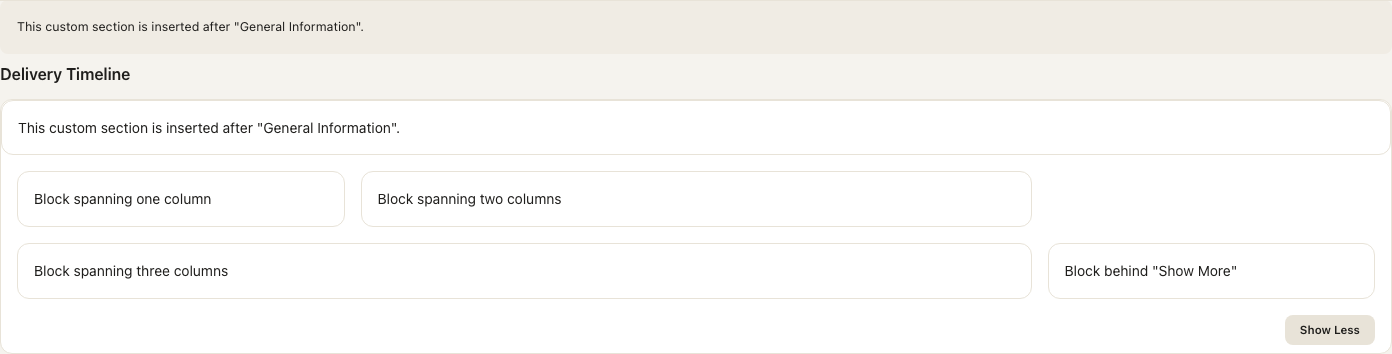 This custom section is inserted after "General Information".
Delivery Timeline
This custom section is inserted after "General Information".
Block spanning one column
Block spanning two columns
Block spanning three columns
Block behind "Show More"
Show Less